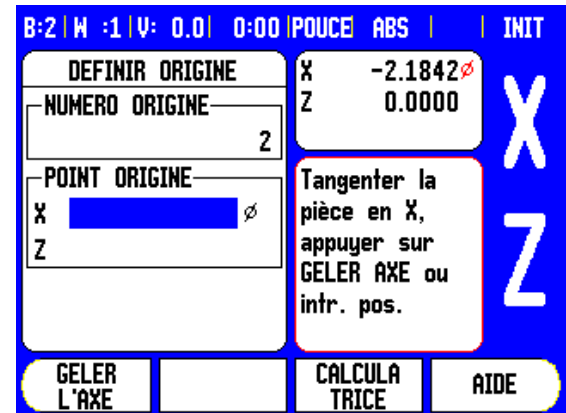 B:2 | W :1 | V: 0.0 | 0:00 | POUCE | ABS | | INIT
DEFINIR ORIGINE
NUMERO ORIGINE
2
POINT ORIGINE
X ø
Z
X -2.1842ø
Z 0.0000
Tangenter la
pièce en X,
appuyer sur
GELER AXE ou
intr. pos.
X
Z
GELER
L'AXE
CALCULA
TRICE
AIDE